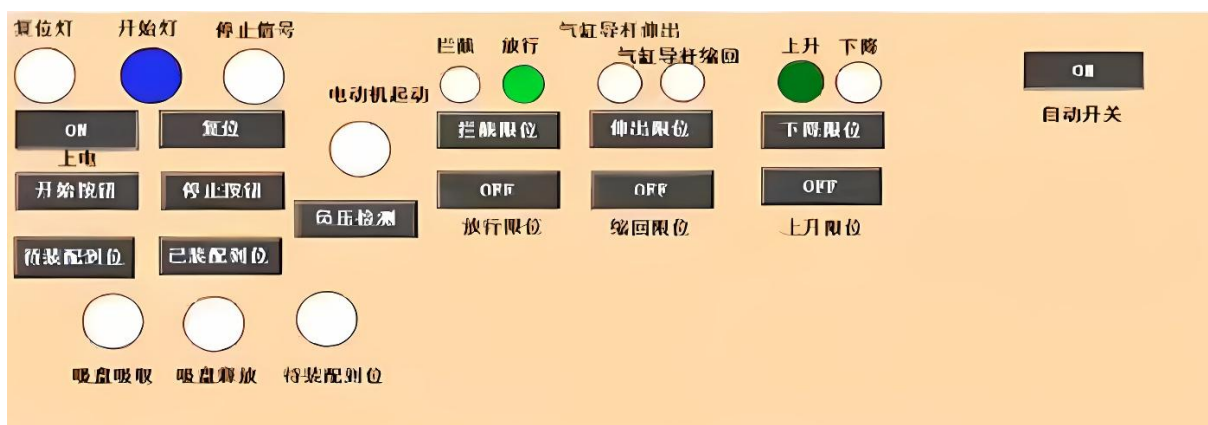 复位灯 开始灯 停止信号
气缸导杆伸出
拦截 放行 气缸导杆缩回 上升 下降
ON
电动机起动
自动开关
ON 复位 拦截限位 伸出限位 下降限位
上电
开始按钮 停止按钮 OFF OFF OFF
负压检测
放行限位 缩回限位 上升限位
待装配到位 已装配到位
吸盘吸取 吸盘释放 待装配到位